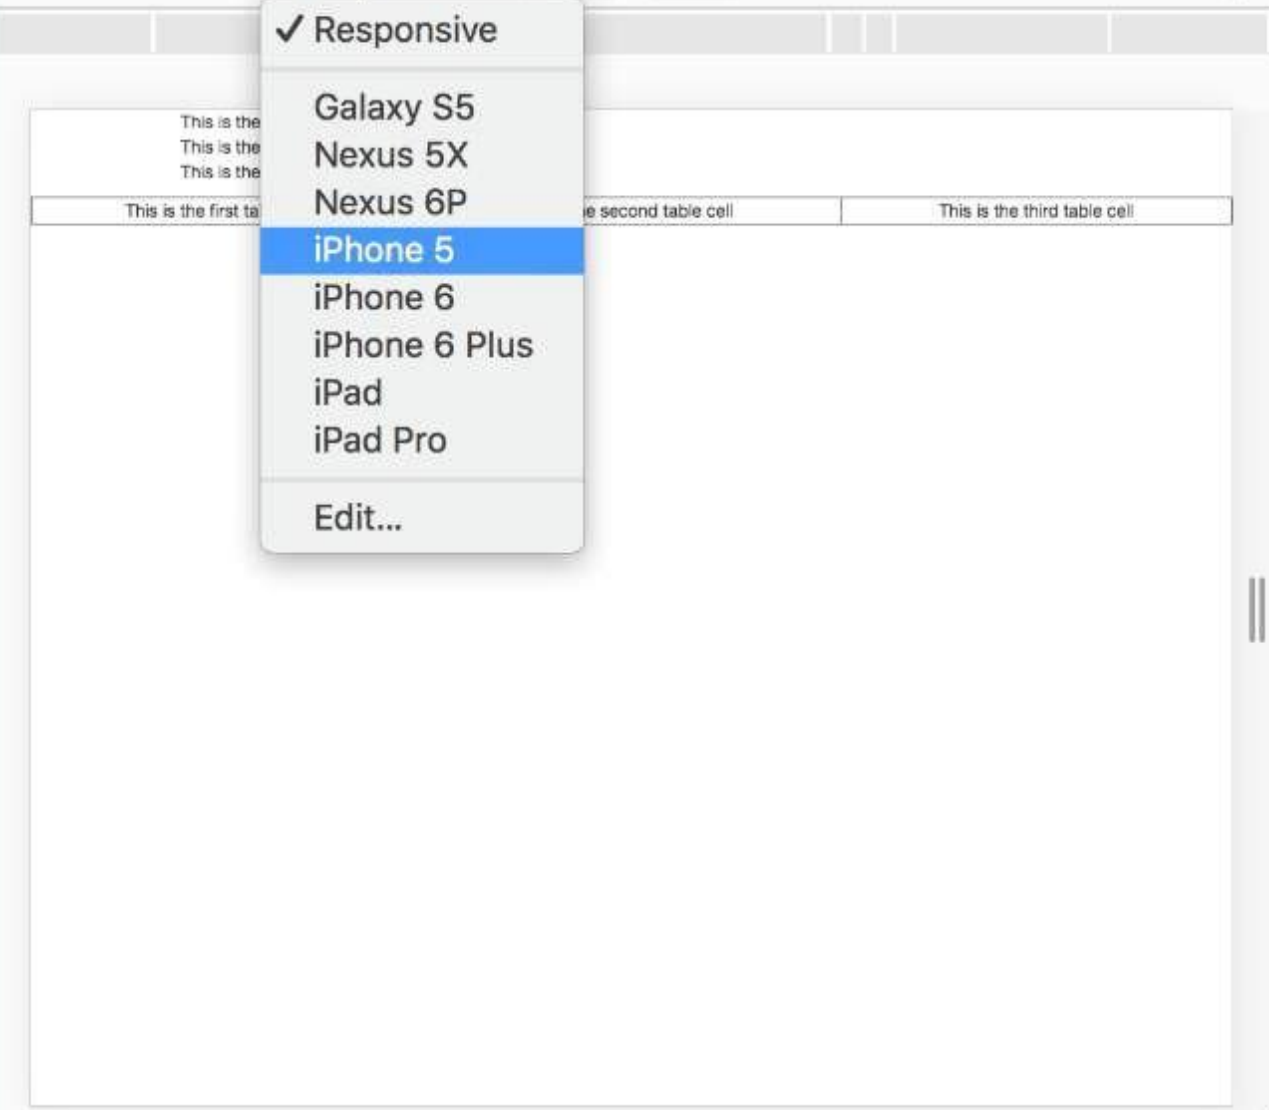 ✓ Responsive
Galaxy S5
Nexus 5X
Nexus 6P
iPhone 5
iPhone 6
iPhone 6 Plus
iPad
iPad Pro
Edit...
This is the
This is the
This is the
This is the first ta
e second table cell
This is the third table cell